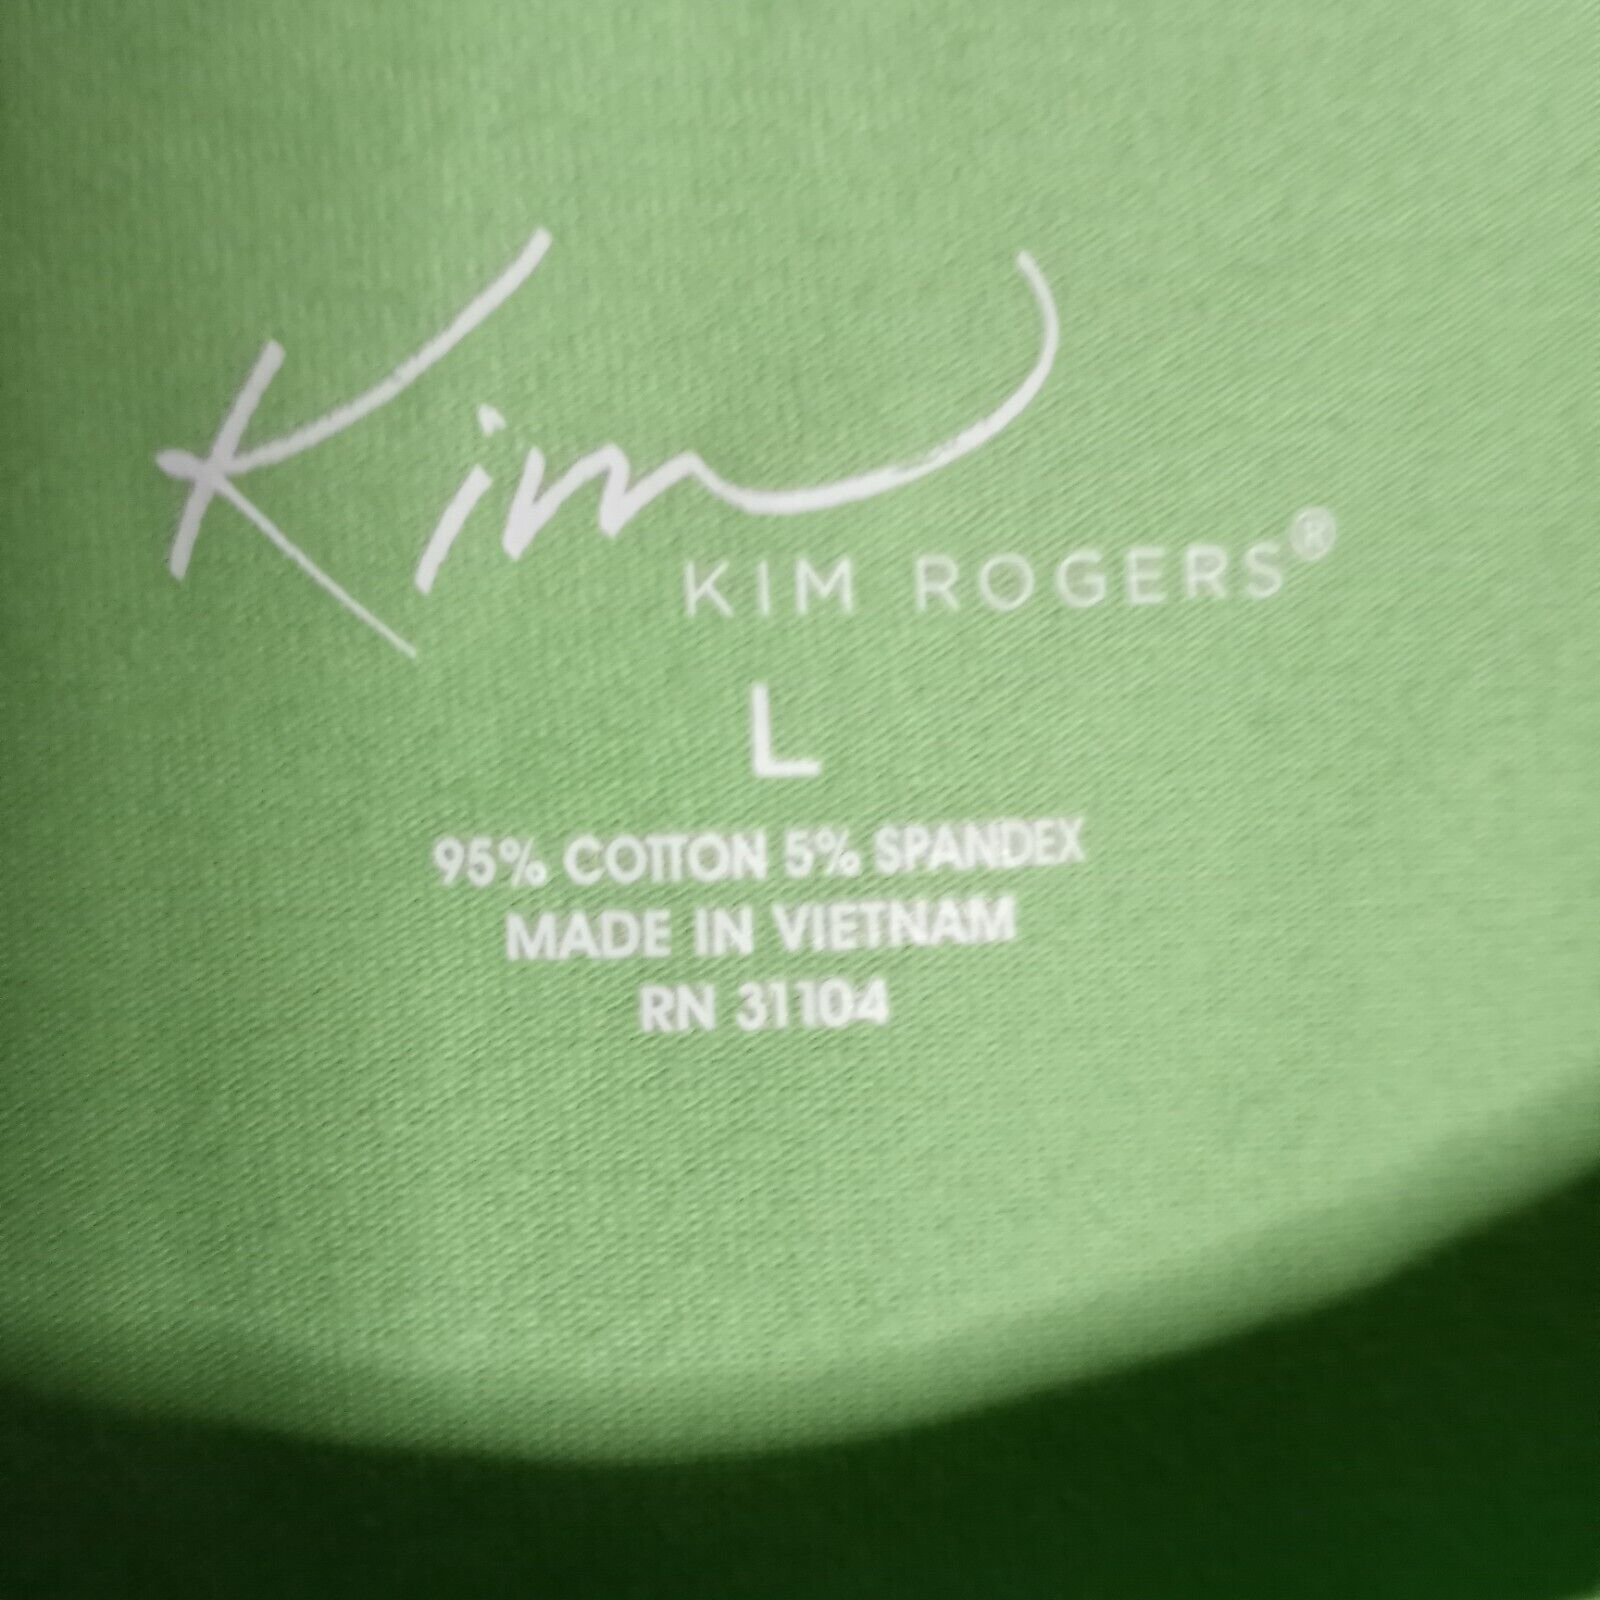 Kim
KIM ROGERS®
L
95% COTTON 5% SPANDEX
MADE IN VIETNAM
RN 31104